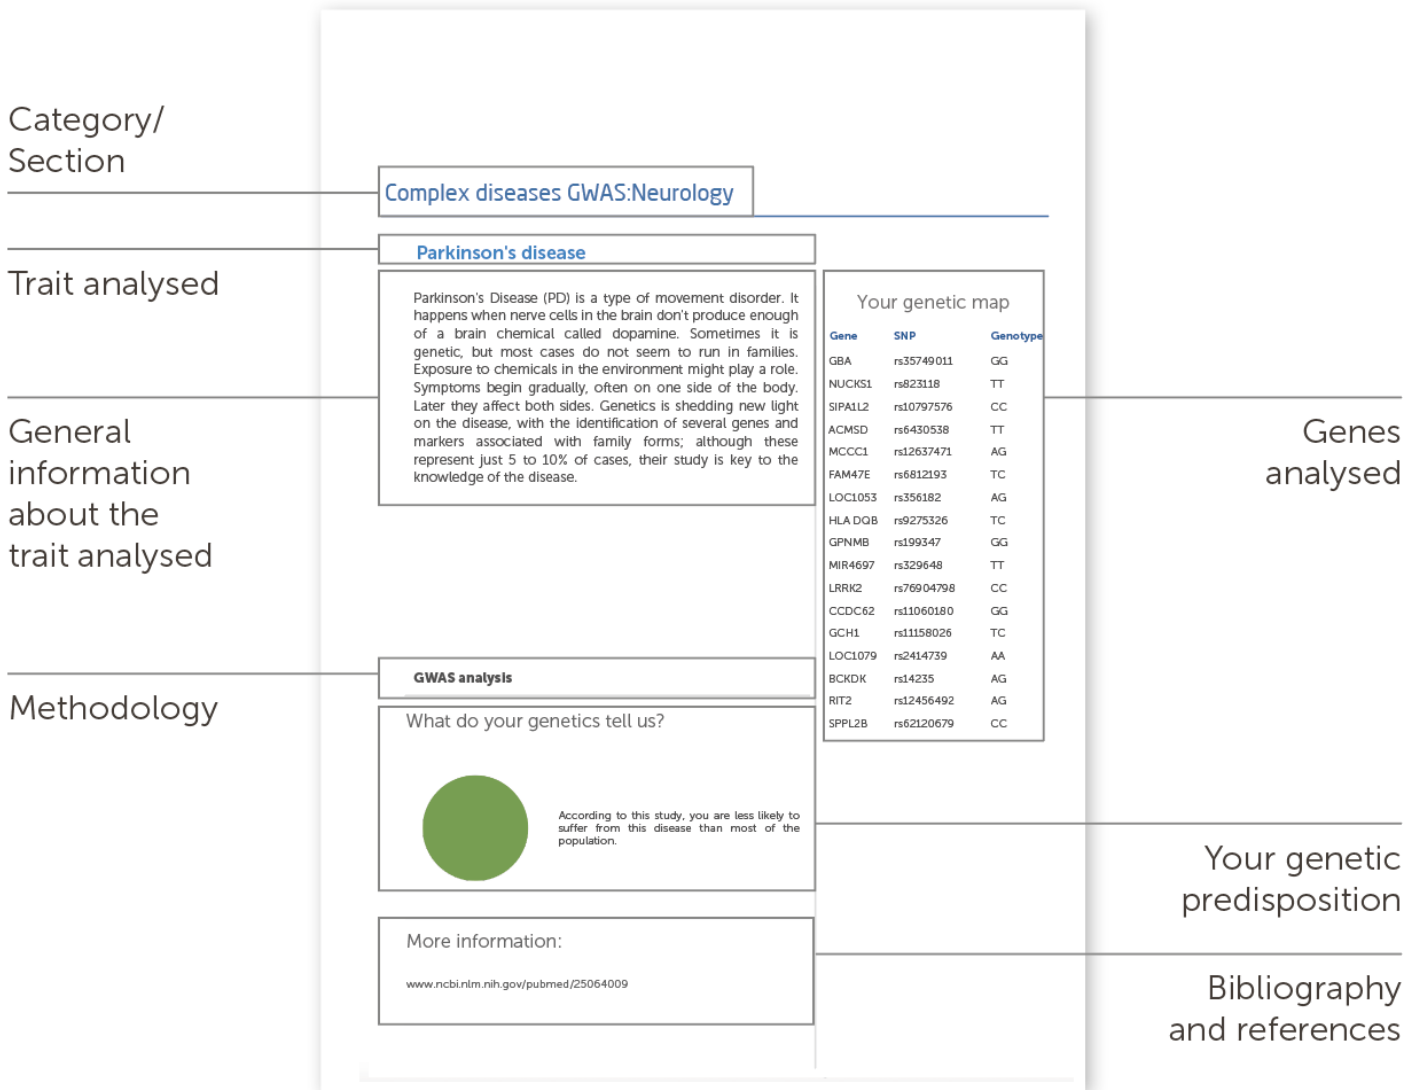 Category/
Section
Complex diseases GWAS:Neurology
Parkinson's disease
Trait analysed
Parkinson's Disease (PD) is a type of movement disorder. It
happens when nerve cells in the brain don't produce enough
of a brain chemical called dopamine. Sometimes it is
genetic, but most cases do not seem to run in families.
Exposure to chemicals in the environment might play a role.
Symptoms begin gradually, often on one side of the body.
Later they affect both sides. Genetics is shedding new light
on the disease, with the identification of several genes and
markers associated with family forms; although these
represent just 5 to 10% of cases, their study is key to the
knowledge of the disease.
General
information
about the
trait analysed
Your genetic map
Gene SNP Genotype
GBA rs35749011 GG
NUCKS1 rs823118 TT
SIPA1L2 rs10797576 CC
ACMSD rs6430538 TT
MCCC1 rs12637471 AG
FAM47E rs6812193 TC
LOC1053 rs356182 AG
HLA DQB rs9275326 TC
GPNMB rs199347 GG
MIR4697 rs329648 TT
LRRK2 rs76904798 CC
CCDC62 rs11060180 GG
GCH1 rs11158026 TC
LOC1079 rs2414739 AA
BCKDK rs14235 AG
RIT2 rs12456492 AG
SPPL2B rs62120679 CC
Genes
analysed
GWAS analysis
Methodology
What do your genetics tell us?
According to this study, you are less likely to
suffer from this disease than most of the
population.
Your genetic
predisposition
More information:
www.ncbi.nlm.nih.gov/pubmed/25064009
Bibliography
and references